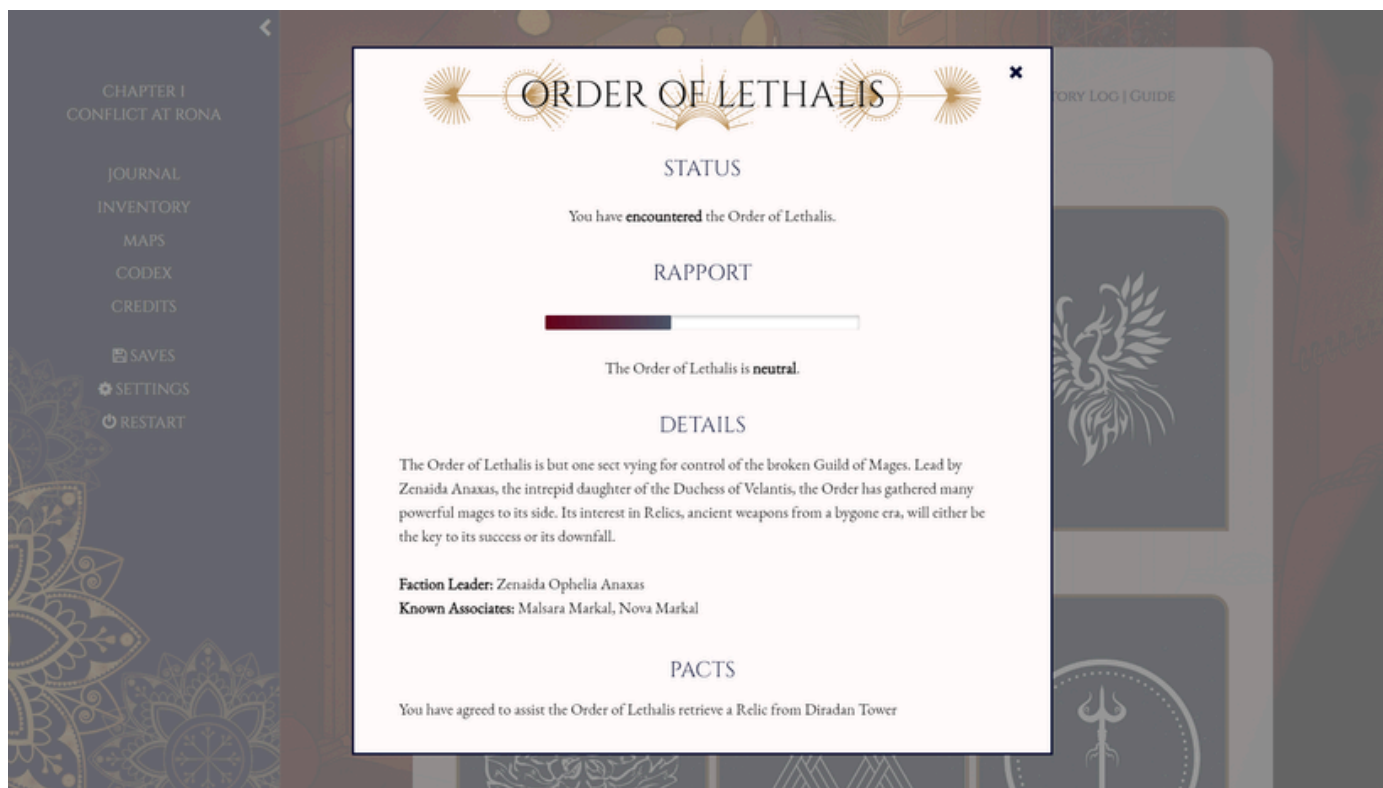 CHAPTER I
CONFLICT AT RONA
JOURNAL
INVENTORY
MAPS
CODEX
CREDITS
SAVES
SETTINGS
RESTART
LOG | GUIDE
ORDER OF LETHALIS
STATUS
You have encountered the Order of Lethalis.
RAPPORT
The Order of Lethalis is neutral.
DETAILS
The Order of Lethalis is but one sect vying for control of the broken Guild of Mages. Lead by
Zenaida Anaxas, the intrepid daughter of the Duchess of Velantis, the Order has gathered many
powerful mages to its side. Its interest in Relics, ancient weapons from a bygone era, will either be
the key to its success or its downfall.
Faction Leader: Zenaida Ophelia Anaxas
Known Associates: Malsara Markal, Nova Markal
PACTS
You have agreed to assist the Order of Lethalis retrieve a Relic from Diradan Tower